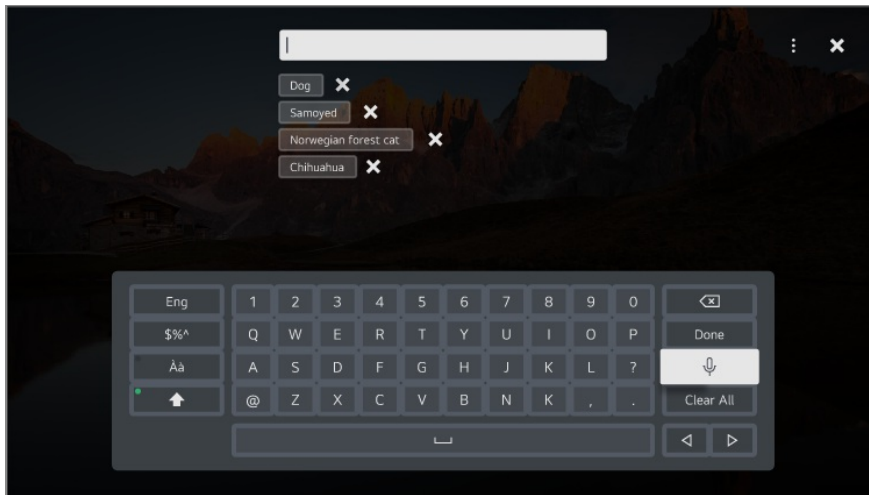 Dog
Samoyed
Norwegian forest cat
Chihuahua
Eng 1 2 3 4 5 6 7 8 9 0
$%^ Q W E R T Y U I O P Done
Àà A S D F G H J K L ?
@ Z X C V B N K , . Clear All